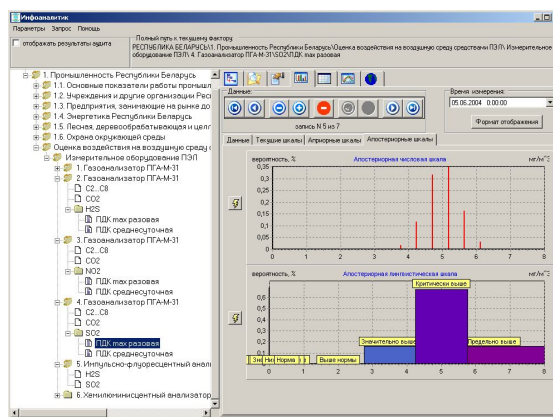 Инфоаналитик
Параметры Запрос Помощь
отображать результаты аудита
Полный путь к текущему фактору
РЕСПУБЛИКА БЕЛАРУСЬ\1. Промышленность Республики Беларусь\Оценка воздействия на воздушную среду средствами ПЭЛ\ Измерительное
оборудование ПЭЛ\ 4. Газоанализатор ПГА-М-31\SO2\ПДК max разовая
1. Промышленность Республики Беларусь
1.1. Основные показатели работы промышл
1.2. Учреждения и другие организации Рес
1.3. Предприятия, занимающие на рынке до
1.4. Энергетика Республики Беларусь
1.5. Лесная, деревообрабатывающая и целл
1.6. Охрана окружающей среды
Оценка воздействия на воздушную среду с
Измерительное оборудование ПЭЛ
1. Газоанализатор ПГА-М-31
2. Газоанализатор ПГА-М-31
C2...C8
CO2
H2S
ПДК max разовая
ПДК среднесуточная
3. Газоанализатор ПГА-М-31
C2...C8
CO2
NO2
ПДК max разовая
ПДК среднесуточная
4. Газоанализатор ПГА-М-31
C2...C8
CO2
SO2
ПДК max разовая
ПДК среднесуточная
5. Импульсно-флуоресцентный анал
H2S
SO2
6. Хемилюминисцентный анализатор
Данные:
запись N 5 из 7
Время измерения:
05.06.2004 0:00:00
Формат отображения
Данные Текущие шкалы Априорные шкалы Апостериорные шкалы
вероятность, % Апостериорная числовая шкала мг/м^3
0,35
0,3
0,25
0,2
0,15
0,1
0,05
0
0 1 2 3 4 5 6 7 8
вероятность, % Апостериорная лингвистическая шкала мг/м^3
Критически выше
0,6
0,5
0,4
0,3
0,2
Значительно выше Предельно выше
0,1
Норма Выше нормы
0 1 2 3 4 5 6 7 8